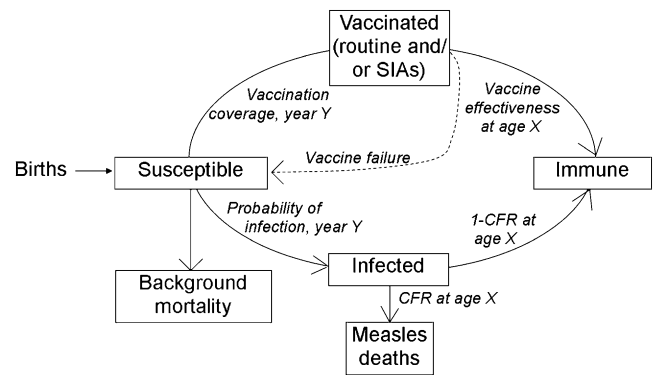 Vaccinated
(routine and/
or SIAs)
Vaccination
coverage, year Y
Vaccine
effectiveness
at age X
Vaccine failure
Births
Susceptible
Immune
Probability of
infection, year Y
1-CFR at
age X
Infected
Background
mortality
CFR at age X
Measles
deaths